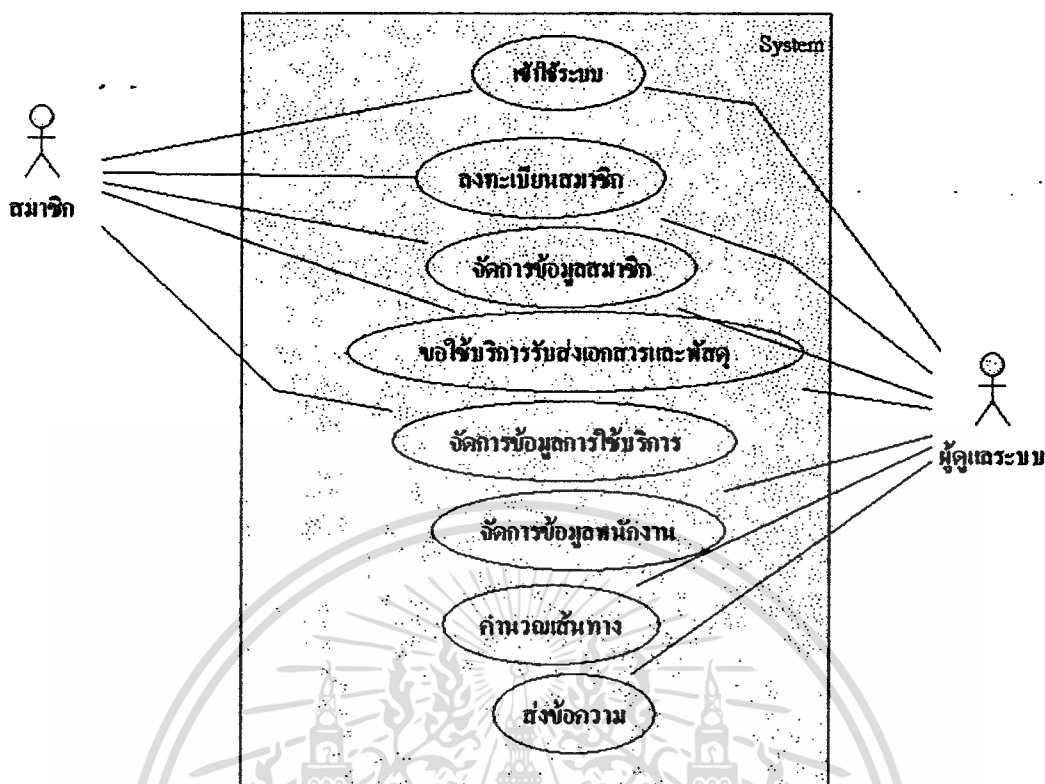 System
เข้าใช้ระบบ
ลงทะเบียนสมาชิก
สมาชิก
จัดการข้อมูลสมาชิก
ขอใช้บริการรับส่งเอกสารและพัสดุ
จัดการข้อมูลการใช้บริการ
ผู้ดูแลระบบ
จัดการข้อมูลพนักงาน
คำนวณเส้นทาง
ส่งข้อความ